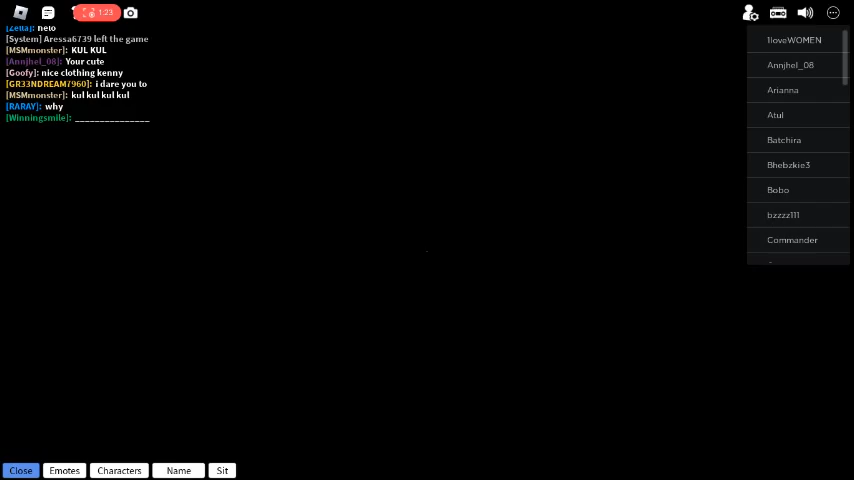 1:23
[Zella]: helo
[System] Aressa6739 left the game
[MSMmonster]: KUL KUL
[Annjhel_08]: Your cute
[Goofy]: nice clothing kenny
[GR33NDREAM7960]: i dare you to
[MSMmonster]: kul kul kul kul
[RARAY]: why
[Winningsmile]: _______________
1loveWOMEN
Annjhel_08
Arianna
Atul
Batchira
Bhebzkie3
Bobo
bzzzz111
Commander
Close Emotes Characters Name Sit